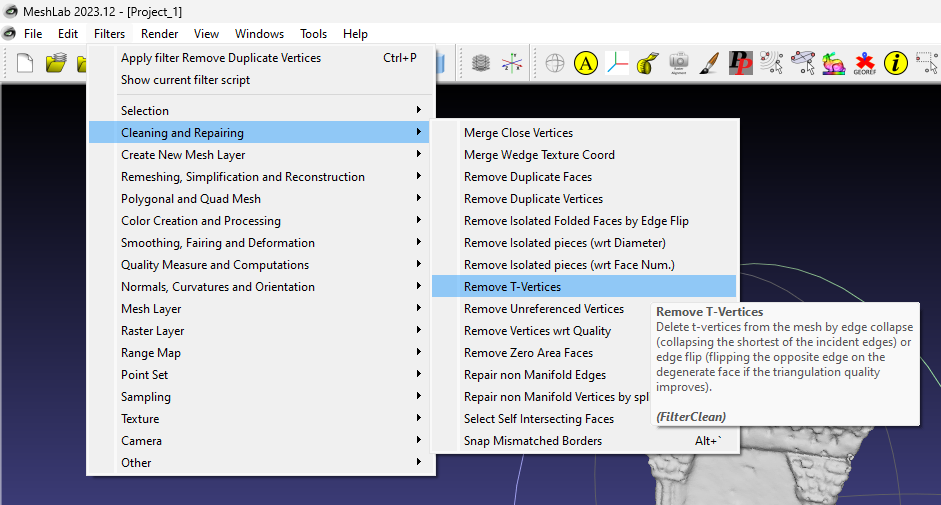 MeshLab 2023.12 - [Project_1]
File Edit Filters Render View Windows Tools Help
A
Pp
GEOREF
i
Apply filter Remove Duplicate Vertices Ctrl+P
Show current filter script
Selection
Cleaning and Repairing
Create New Mesh Layer
Remeshing, Simplification and Reconstruction
Polygonal and Quad Mesh
Color Creation and Processing
Smoothing, Fairing and Deformation
Quality Measure and Computations
Normals, Curvatures and Orientation
Mesh Layer
Raster Layer
Range Map
Point Set
Sampling
Texture
Camera
Other
Merge Close Vertices
Merge Wedge Texture Coord
Remove Duplicate Faces
Remove Duplicate Vertices
Remove Isolated Folded Faces by Edge Flip
Remove Isolated pieces (wrt Diameter)
Remove Isolated pieces (wrt Face Num.)
Remove T-Vertices
Remove Unreferenced Vertices
Remove Vertices wrt Quality
Remove Zero Area Faces
Repair non Manifold Edges
Repair non Manifold Vertices by spl
Select Self Intersecting Faces
Snap Mismatched Borders Alt+`
Remove T-Vertices
Delete t-vertices from the mesh by edge collapse
(collapsing the shortest of the incident edges) or
edge flip (flipping the opposite edge on the
degenerate face if the triangulation quality
improves).
(FilterClean)